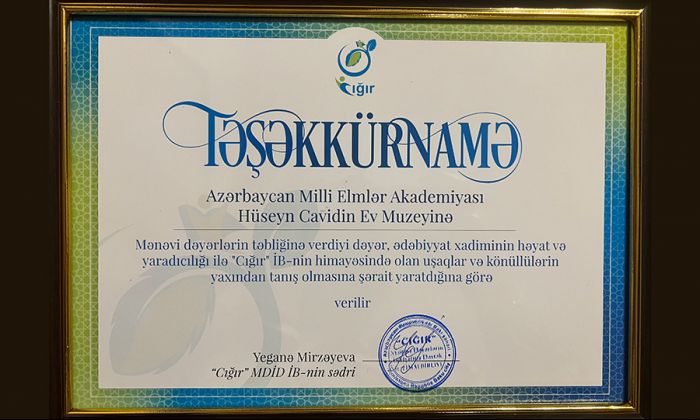 Cığır
TƏŞƏKKÜRNAMƏ
Azərbaycan Milli Elmlər Akademiyası
Hüseyn Cavidin Ev Muzeyinə
Mənəvi dəyərlərin təbliğinə verdiyi dəyər, ədəbiyyat xadiminin həyat və
yaradıcılığı ilə "Cığır" İB-nin himayəsində olan uşaqlar və könüllülərin
yaxından tanış olmasına şərait yaratdığına görə
verilir
Yeganə Mirzəyeva
“Cığır” MDİD İB-nin sədri
"CIĞIR"